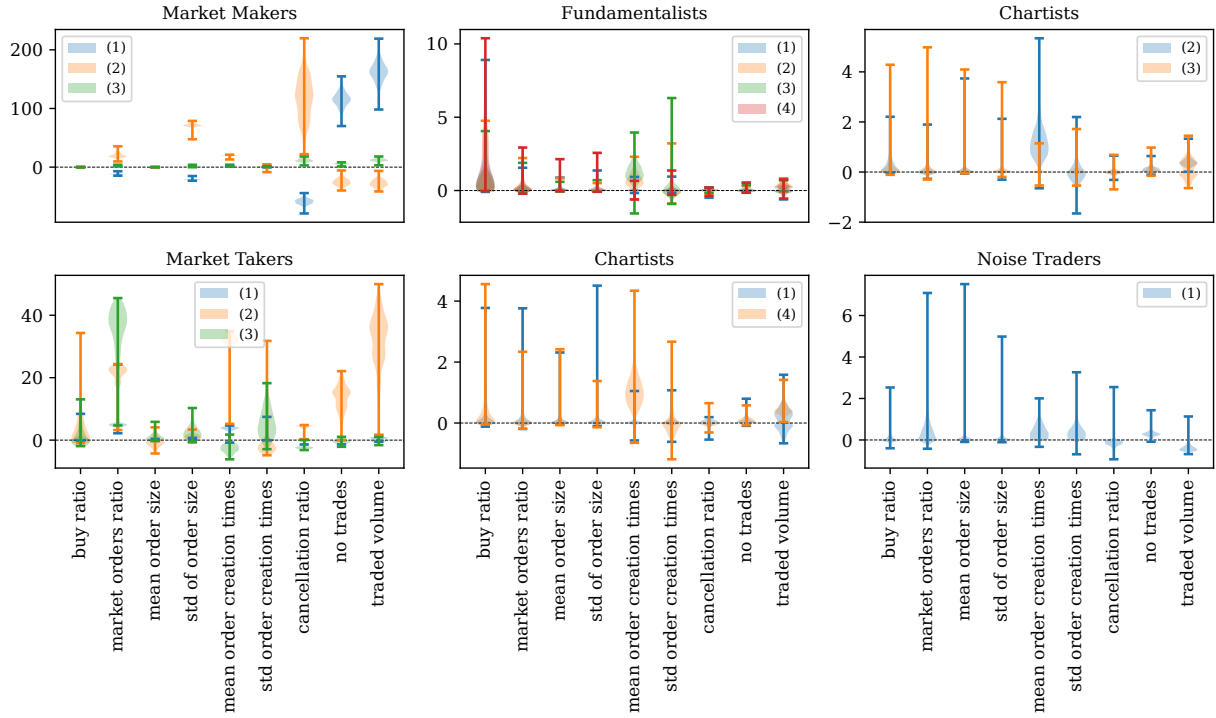 Market Makers
200
100
0
(1)
(2)
(3)
Fundamentalists
10
5
0
(1)
(2)
(3)
(4)
Chartists
4
2
0
−2
(2)
(3)
Market Takers
40
20
0
(1)
(2)
(3)
Chartists
4
2
0
(1)
(4)
Noise Traders
6
4
2
0
(1)
buy ratio
market orders ratio
mean order size
std of order size
mean order creation times
std order creation times
cancellation ratio
no trades
traded volume
buy ratio
market orders ratio
mean order size
std of order size
mean order creation times
std order creation times
cancellation ratio
no trades
traded volume
buy ratio
market orders ratio
mean order size
std of order size
mean order creation times
std order creation times
cancellation ratio
no trades
traded volume